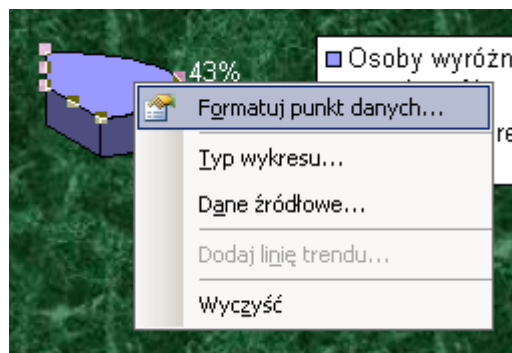 43%
Osoby wyróżn
Formatuj punkt danych...
re
Typ wykresu...
Dane źródłowe...
Dodaj linię trendu...
Wyczyść